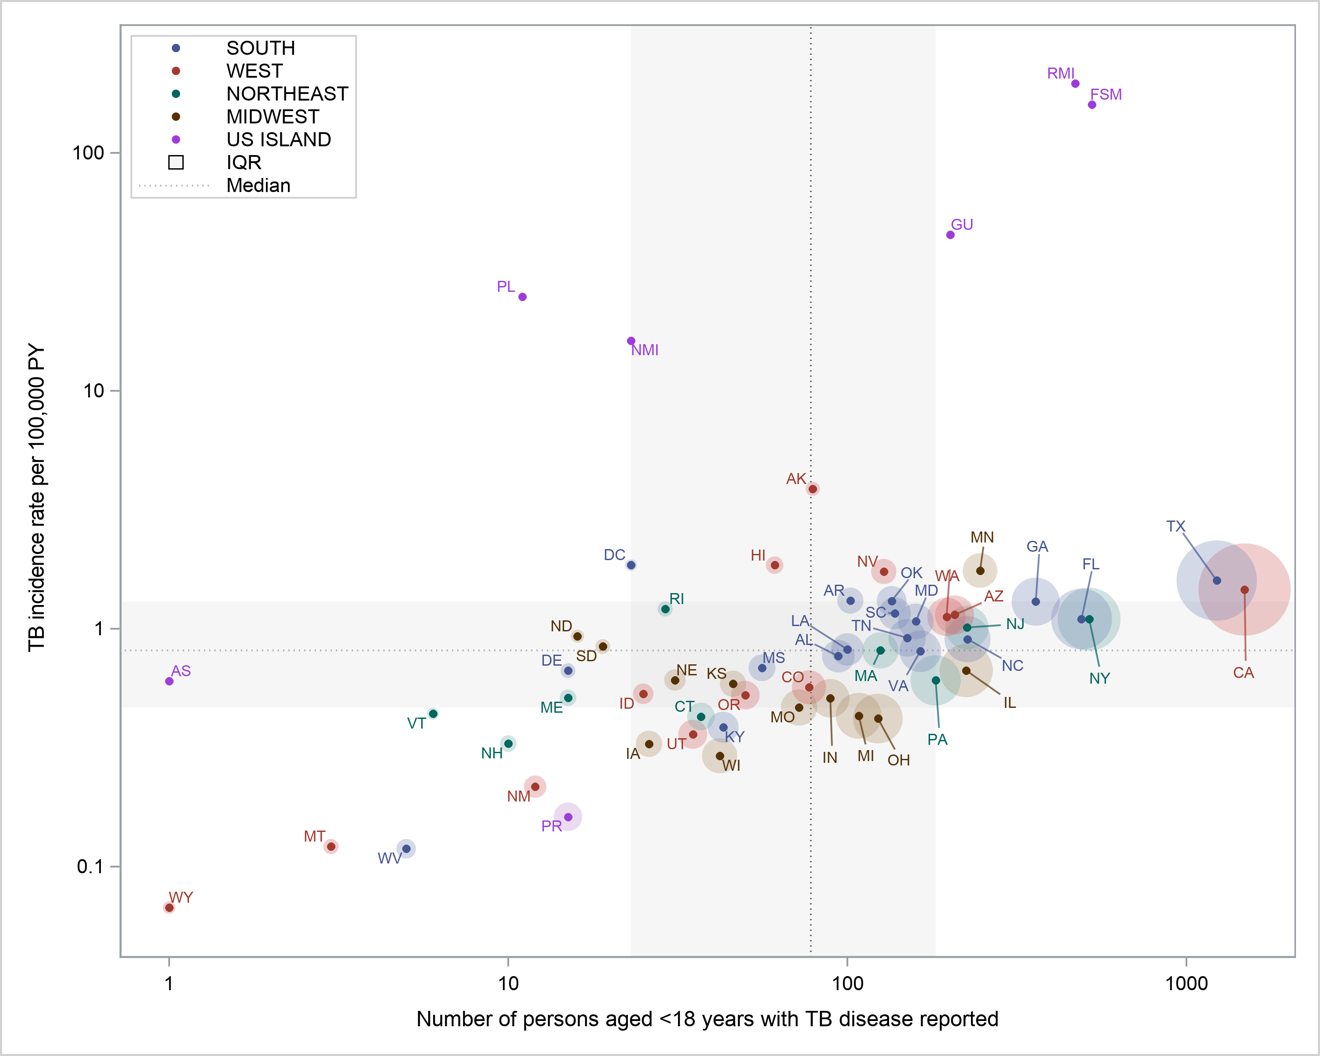 SOUTH
WEST
NORTHEAST
MIDWEST
US ISLAND
IQR
Median
RMI
FSM
100
GU
PL
NMI
10
TB incidence rate per 100,000 PY
AK
TX
MN
GA
DC
HI
NV
FL
OK
WA
AR
MD
AZ
RI
SC
LA
TN
NJ
ND
1
AL
SD
DE
MS
NC
AS
NE
KS
MA
CA
CO
VA
NY
ID
OR
IL
ME
CT
VT
MO
PA
KY
UT
NH
IA
IN
MI
OH
WI
NM
PR
MT
WV
0.1
WY
1
10
100
1000
Number of persons aged <18 years with TB disease reported